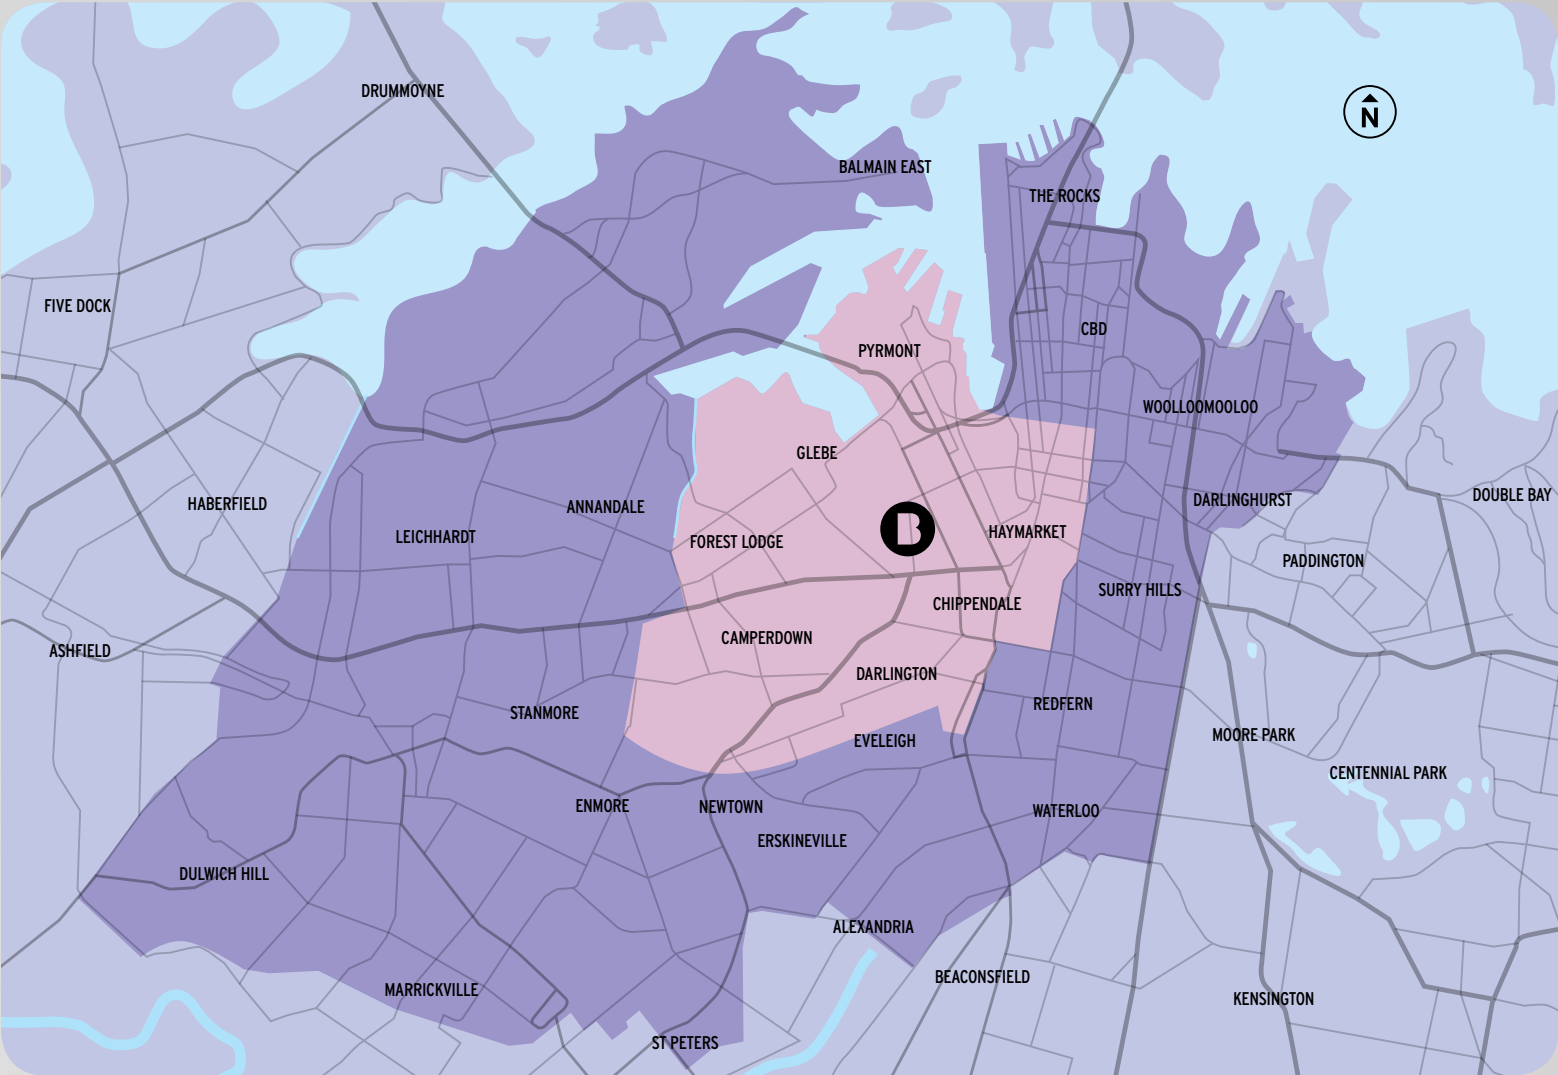 DRUMMOYNE
N
BALMAIN EAST
THE ROCKS
FIVE DOCK
CBD
PYRMONT
WOOLLOOMOOLOO
GLEBE
HABERFIELD
ANNANDALE
DARLINGHURST
DOUBLE BAY
LEICHHARDT
FOREST LODGE
B
HAYMARKET
PADDINGTON
SURRY HILLS
CHIPPENDALE
ASHFIELD
CAMPERDOWN
DARLINGTON
REDFERN
STANMORE
EVELEIGH
MOORE PARK
CENTENNIAL PARK
ENMORE
NEWTOWN
WATERLOO
ERSKINEVILLE
DULWICH HILL
ALEXANDRIA
BEACONSFIELD
MARRICKVILLE
KENSINGTON
ST PETERS